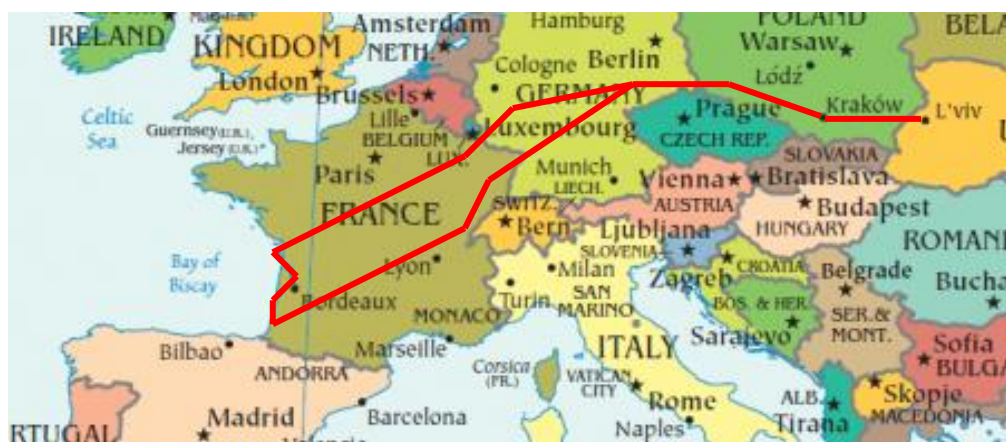 IRELAND
KINGDOM
London
Celtic
Sea
Guernsey (U.K.),
Jersey (U.K.)
Amsterdam
NETH.
Brussels
Lille
BELGIUM
LUX.
Luxembourg
Paris
FRANCE
Bay of
Biscay
Lyon
Bordeaux
MONACO
Marseille
Bilbao
ANDORRA
Madrid
Barcelona
Valencia
RTUGAL
Hamburg
Berlin
Cologne
GERMANY
Munich
LIECH.
SWITZ.
Bern
Milan
Turin
SAN
MARINO
ITALY
Corsica
(FR.)
VATICAN
CITY
Rome
Naples
POLAND
Warsaw
Łódź
Kraków
L'viv
BELA
Prague
CZECH REP.
SLOVAKIA
Bratislava
Vienna
AUSTRIA
Budapest
HUNGARY
Ljubljana
SLOVENIA
Zagreb
CROATIA
BOS. & HER.
Sarajevo
Belgrade
SER. &
MONT.
ROMAN
Bucha
Sofia
BULGA
Skopje
MACEDONIA
ALB.
Tirana